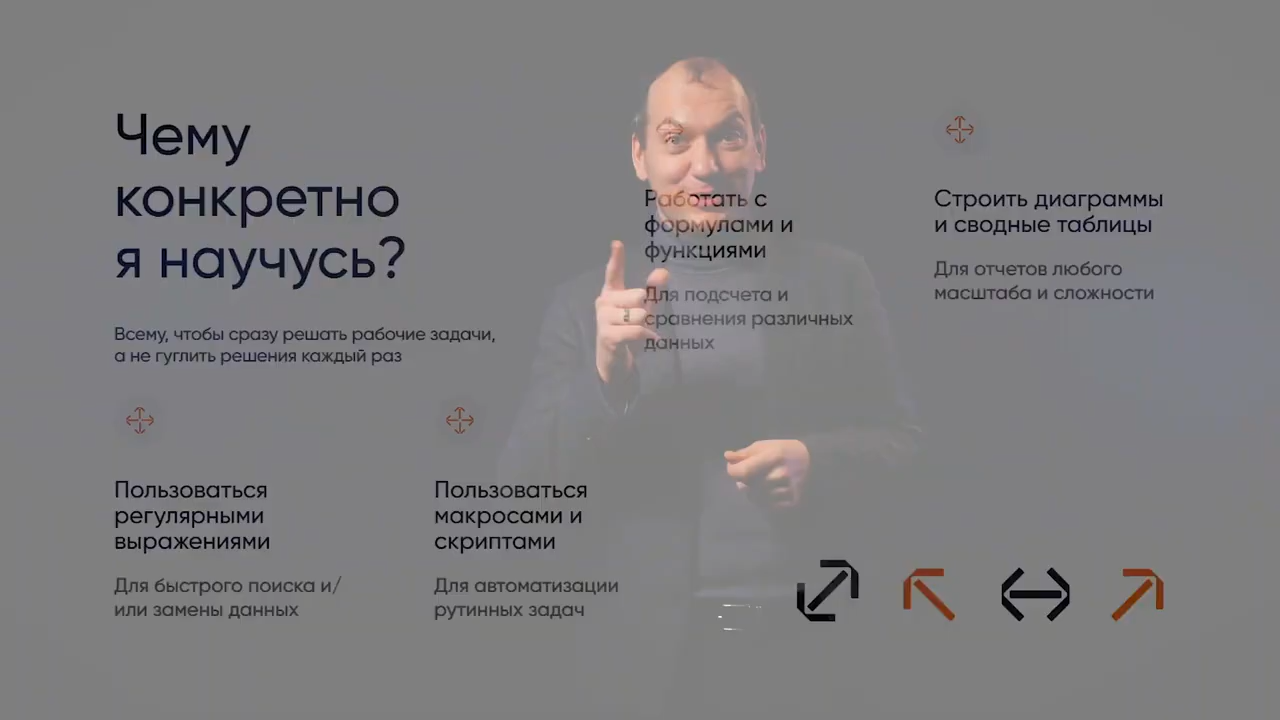 Чему
конкретно
я научусь?
Всему, чтобы сразу решать рабочие задачи,
а не гуглить решения каждый раз
Работать с
формулами и
функциями
Для подсчета и
сравнения различных
данных
Строить диаграммы
и сводные таблицы
Для отчетов любого
масштаба и сложности
Пользоваться
регулярными
выражениями
Для быстрого поиска и/
или замены данных
Пользоваться
макросами и
скриптами
Для автоматизации
рутинных задач